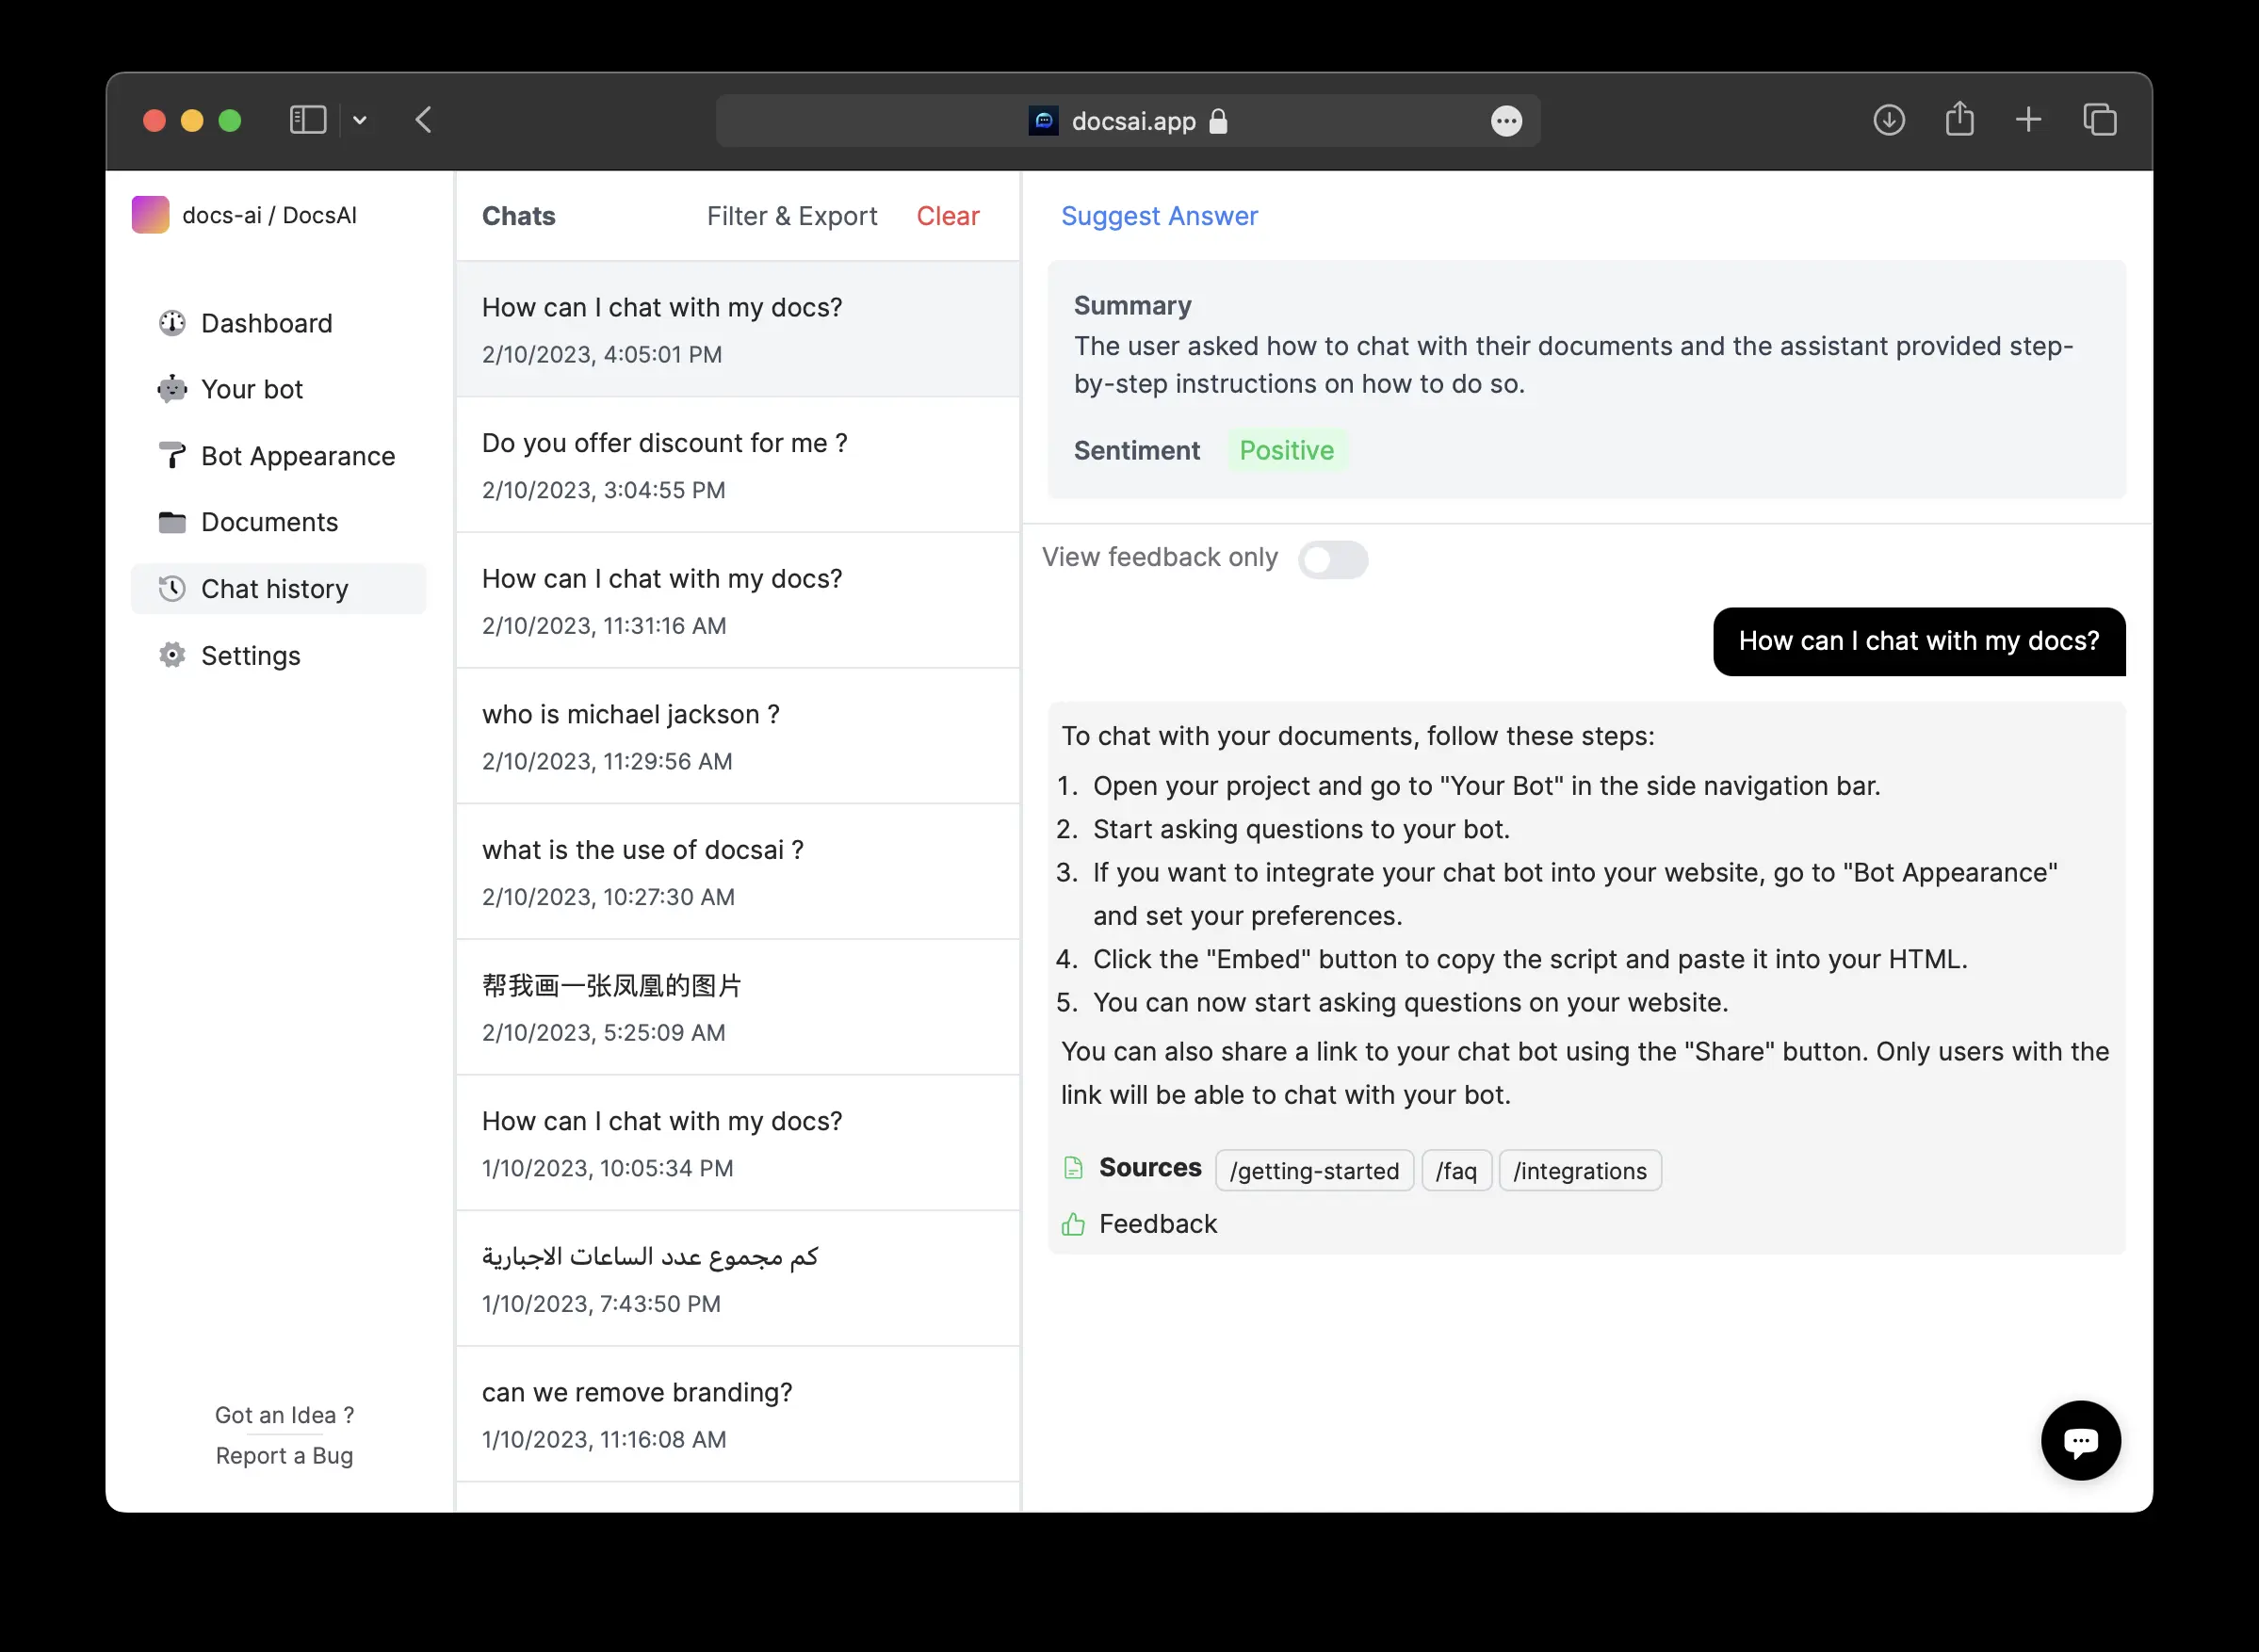 docsai.app
docs-ai / DocsAI
Dashboard
Your bot
Bot Appearance
Documents
Chat history
Settings
Got an Idea ?
Report a Bug
Chats
Filter & Export
Clear
How can I chat with my docs?
2/10/2023, 4:05:01 PM
Do you offer discount for me ?
2/10/2023, 3:04:55 PM
How can I chat with my docs?
2/10/2023, 11:31:16 AM
who is michael jackson ?
2/10/2023, 11:29:56 AM
what is the use of docsai ?
2/10/2023, 10:27:30 AM
帮我画一张凤凰的图片
2/10/2023, 5:25:09 AM
How can I chat with my docs?
1/10/2023, 10:05:34 PM
كم مجموع عدد الساعات الاجبارية
1/10/2023, 7:43:50 PM
can we remove branding?
1/10/2023, 11:16:08 AM
Suggest Answer
Summary
The user asked how to chat with their documents and the assistant provided step-
by-step instructions on how to do so.
Sentiment Positive
View feedback only
How can I chat with my docs?
To chat with your documents, follow these steps:
1. Open your project and go to "Your Bot" in the side navigation bar.
2. Start asking questions to your bot.
3. If you want to integrate your chat bot into your website, go to "Bot Appearance"
and set your preferences.
4. Click the "Embed" button to copy the script and paste it into your HTML.
5. You can now start asking questions on your website.
You can also share a link to your chat bot using the "Share" button. Only users with the
link will be able to chat with your bot.
Sources /getting-started /faq /integrations
Feedback